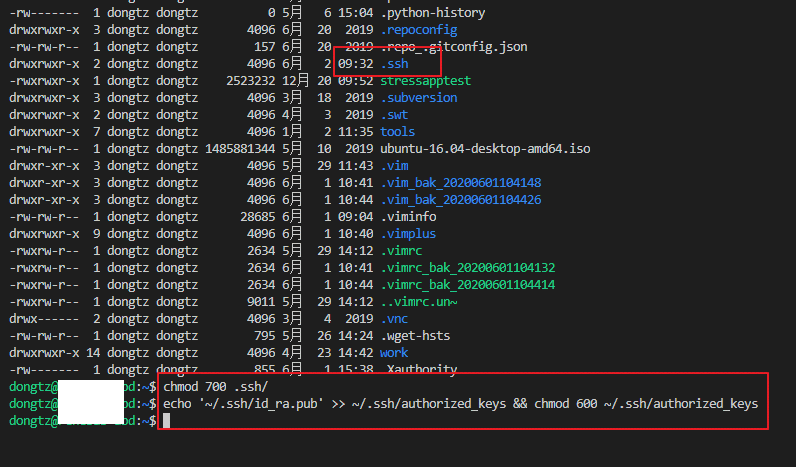 -rw------- 1 dongtz dongtz 0 5月 6 15:04 .python-history
drwxrwxr-x 3 dongtz dongtz 4096 6月 20 2019 .repoconfig
-rw-rw-r-- 1 dongtz dongtz 157 6月 20 2019 .repo_.gitconfig.json
drwxrwxr-x 2 dongtz dongtz 4096 6月 2 09:32 .ssh
-rwxrwxr-x 1 dongtz dongtz 2523232 12月 20 09:52 stressapptest
drwxrwxr-x 3 dongtz dongtz 4096 3月 18 2019 .subversion
drwxrwxr-x 2 dongtz dongtz 4096 4月 3 2019 .swt
drwxrwxr-x 7 dongtz dongtz 4096 1月 2 11:35 tools
-rw-rw-r-- 1 dongtz dongtz 1485881344 5月 10 2019 ubuntu-16.04-desktop-amd64.iso
drwxr-xr-x 3 dongtz dongtz 4096 5月 29 11:43 .vim
drwxr-xr-x 3 dongtz dongtz 4096 6月 1 10:41 .vim_bak_20200601104148
drwxr-xr-x 3 dongtz dongtz 4096 6月 1 10:44 .vim_bak_20200601104426
-rw-rw-r-- 1 dongtz dongtz 28685 6月 1 09:04 .viminfo
drwxrwxr-x 9 dongtz dongtz 4096 6月 1 10:40 .vimplus
-rwxrwxr-- 1 dongtz dongtz 2634 5月 29 14:12 .vimrc
-rwxrwxr-- 1 dongtz dongtz 2634 6月 1 10:41 .vimrc_bak_20200601104132
-rwxrwxr-- 1 dongtz dongtz 2634 6月 1 10:44 .vimrc_bak_20200601104414
-rwxrwxr-- 1 dongtz dongtz 9011 5月 29 14:12 ..vimrc.un~
drwx------ 2 dongtz dongtz 4096 3月 4 2019 .vnc
-rw-rw-r-- 1 dongtz dongtz 795 5月 26 14:24 .wget-hsts
drwxrwxr-x 14 dongtz dongtz 4096 4月 23 14:42 work
-rw------- 1 dongtz dongtz 855 6月 1 15:38 .Xauthority
dongtz@ :~$ chmod 700 .ssh/
dongtz@ :~$ echo '~/.ssh/id_ra.pub' >> ~/.ssh/authorized_keys && chmod 600 ~/.ssh/authorized_keys
dongtz@ :~$